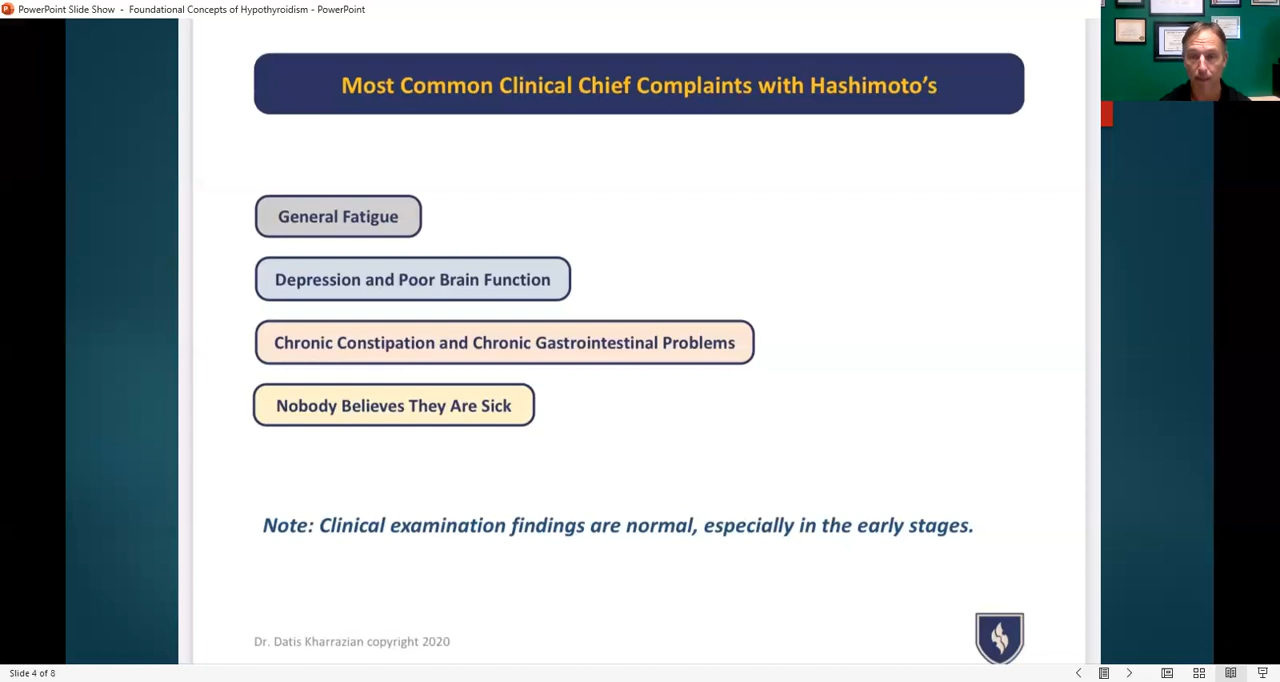 PowerPoint Slide Show - Foundational Concepts of Hypothyroidism - PowerPoint
Most Common Clinical Chief Complaints with Hashimoto’s
General Fatigue
Depression and Poor Brain Function
Chronic Constipation and Chronic Gastrointestinal Problems
Nobody Believes They Are Sick
Note: Clinical examination findings are normal, especially in the early stages.
Dr. Datis Kharrazian copyright 2020
Slide 4 of 8